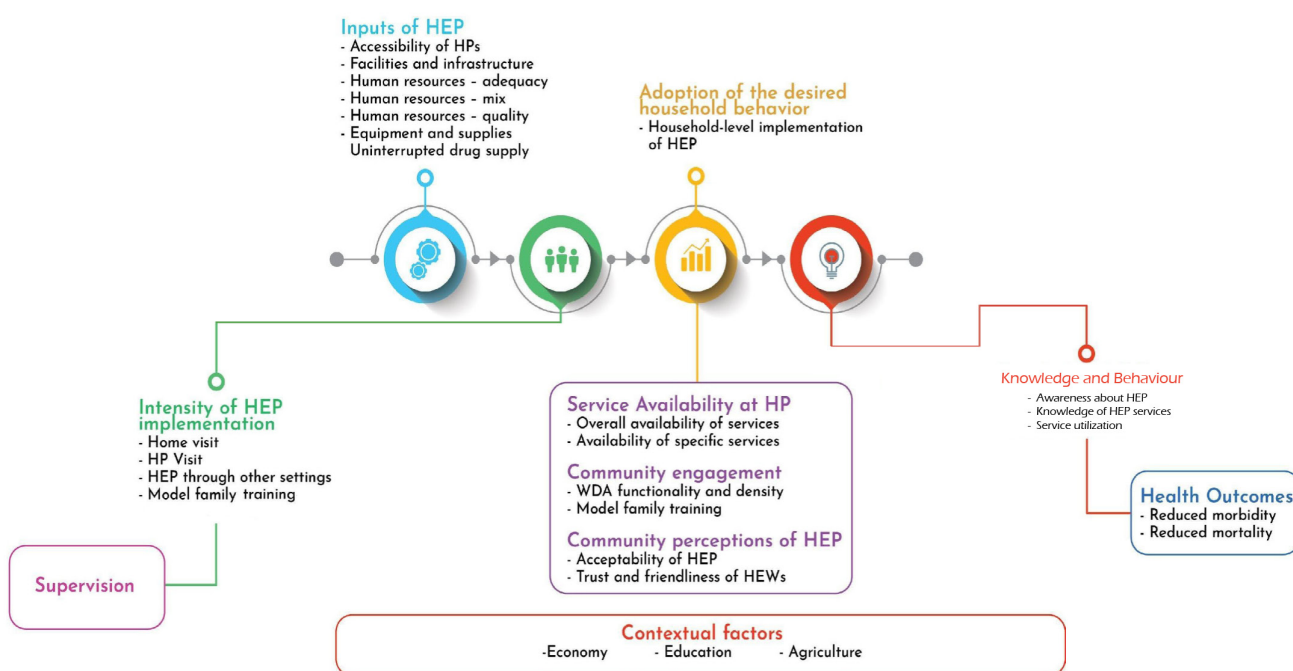 Inputs of HEP
- Accessibility of HPs
- Facilities and infrastructure
- Human resources – adequacy
- Human resources – mix
- Human resources – quality
- Equipment and supplies
Uninterrupted drug supply
Adoption of the desired
household behavior
- Household-level implementation
of HEP
Intensity of HEP
implementation
- Home visit
- HP Visit
- HEP through other settings
- Model family training
Supervision
Service Availability at HP
- Overall availability of services
- Availability of specific services
Community engagement
- WDA functionality and density
- Model family training
Community perceptions of HEP
- Acceptability of HEP
- Trust and friendliness of HEWs
Knowledge and Behaviour
- Awareness about HEP
- Knowledge of HEP services
- Service utilization
Health Outcomes
- Reduced morbidity
- Reduced mortality
Contextual factors
-Economy - Education - Agriculture